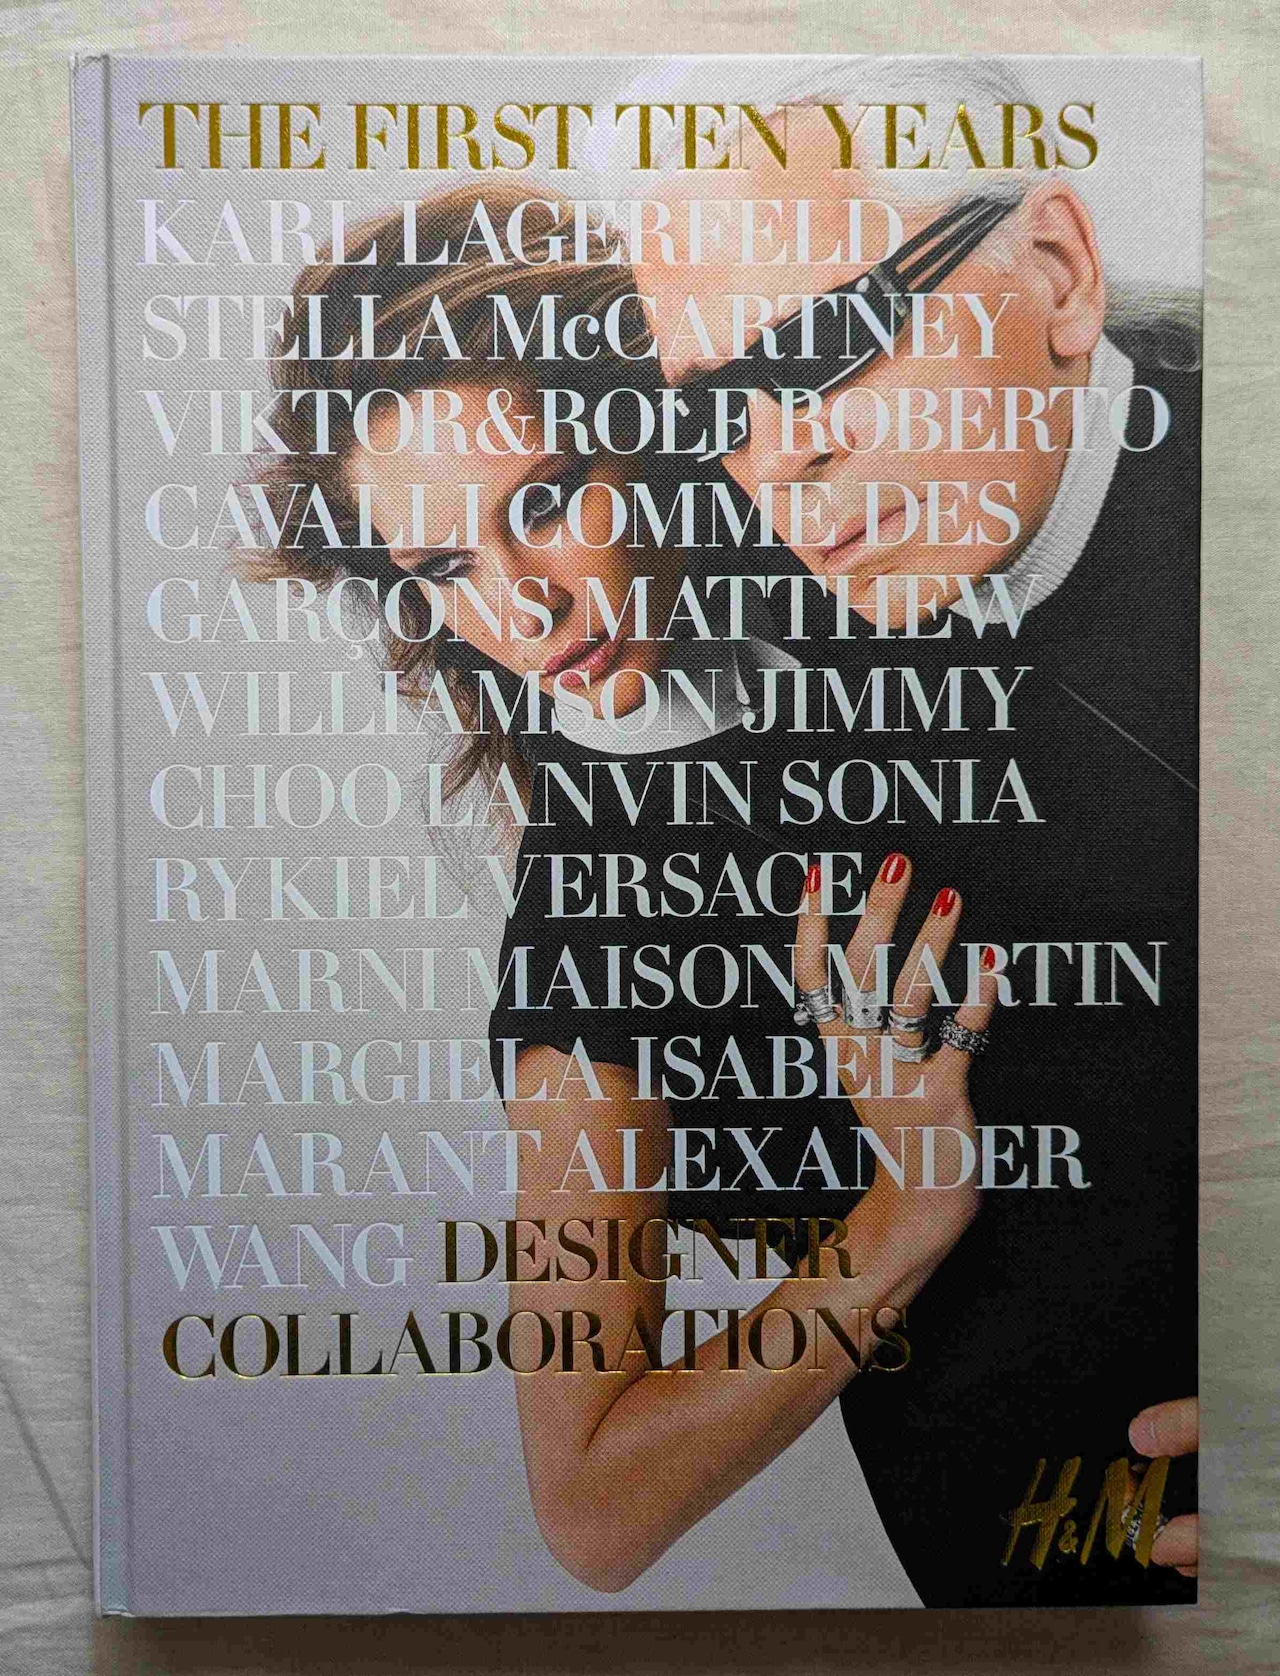 THE FIRST TEN YEARS
KARL LAGERFELD
STELLA McCARTNEY
VIKTOR&ROLF ROBERTO
CAVALLI COMME DES
GARÇONS MATTHEW
WILLIAMSON JIMMY
CHOO LANVIN SONIA
RYKIEL VERSACE
MARNI MAISON MARTIN
MARGIELA ISABEL
MARANT ALEXANDER
WANG DESIGNER
COLLABORATIONS
H&M